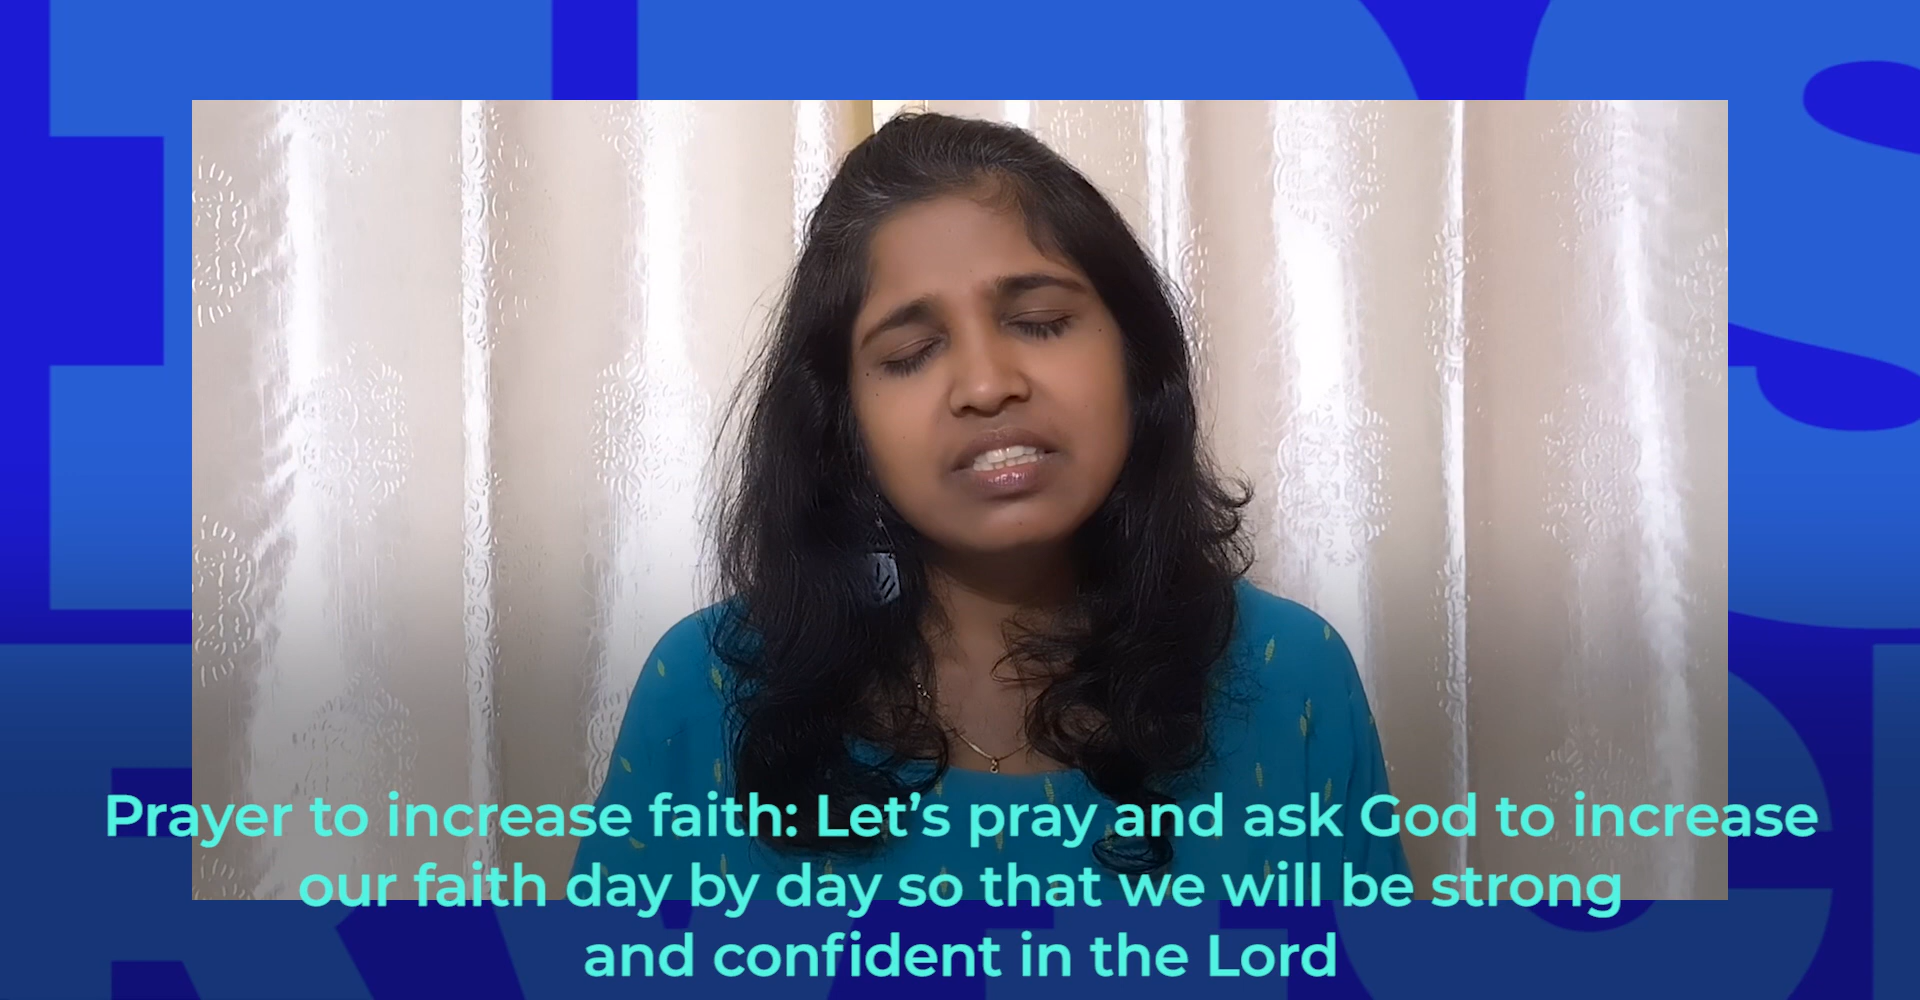 Prayer to increase faith: Let’s pray and ask God to increase
our faith day by day so that we will be strong
and confident in the Lord